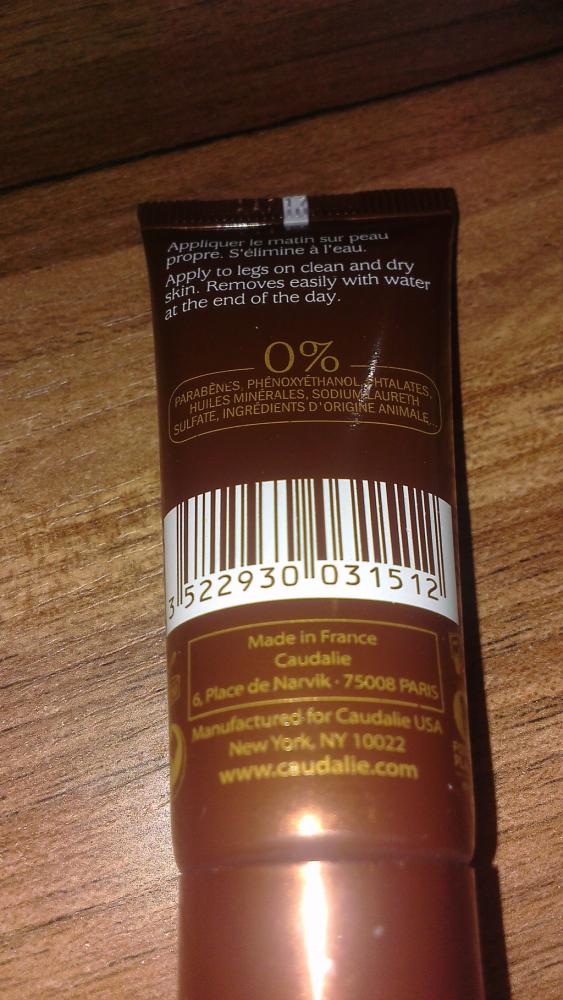 Appliquer le matin sur peau
propre. S'élimine à l'eau.
Apply to legs on clean and dry
skin. Removes easily with water
at the end of the day.
0%
PARABÈNES, PHÉNOXYÉTHANOL, PHTALATES,
HUILES MINÉRALES, SODIUM LAURETH
SULFATE, INGRÉDIENTS D'ORIGINE ANIMALE...
3 522930 031512
Made in France
Caudalie
6, Place de Narvik · 75008 PARIS
Manufactured for Caudalie USA
New York, NY 10022
www.caudalie.com